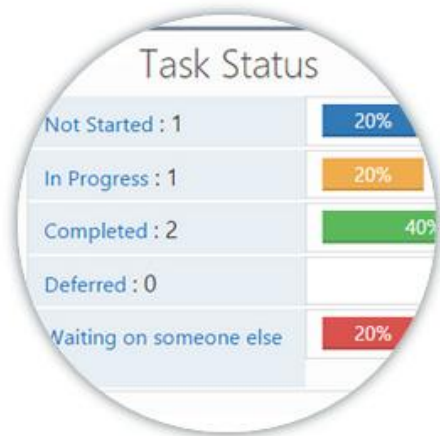 Task Status
Not Started : 1
20%
In Progress : 1
20%
Completed : 2
40%
Deferred : 0
Waiting on someone else
20%